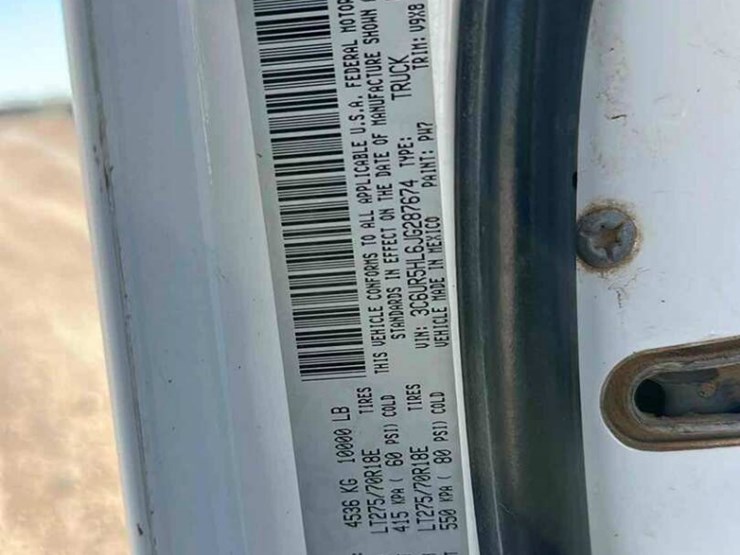 4536 KG 10000 LB
LT275/70R18E TIRES
415 KPA ( 60 PSI) COLD
LT275/70R18E TIRES
550 KPA ( 80 PSI) COLD
THIS VEHICLE CONFORMS TO ALL APPLICABLE U.S.A. FEDERAL MOTOR
STANDARDS IN EFFECT ON THE DATE OF MANUFACTURE SHOWN
VIN: 3C6UR5HL6JG287674 TYPE: TRUCK
VEHICLE MADE IN MEXICO PAINT: PW7 TRIM: V9X8